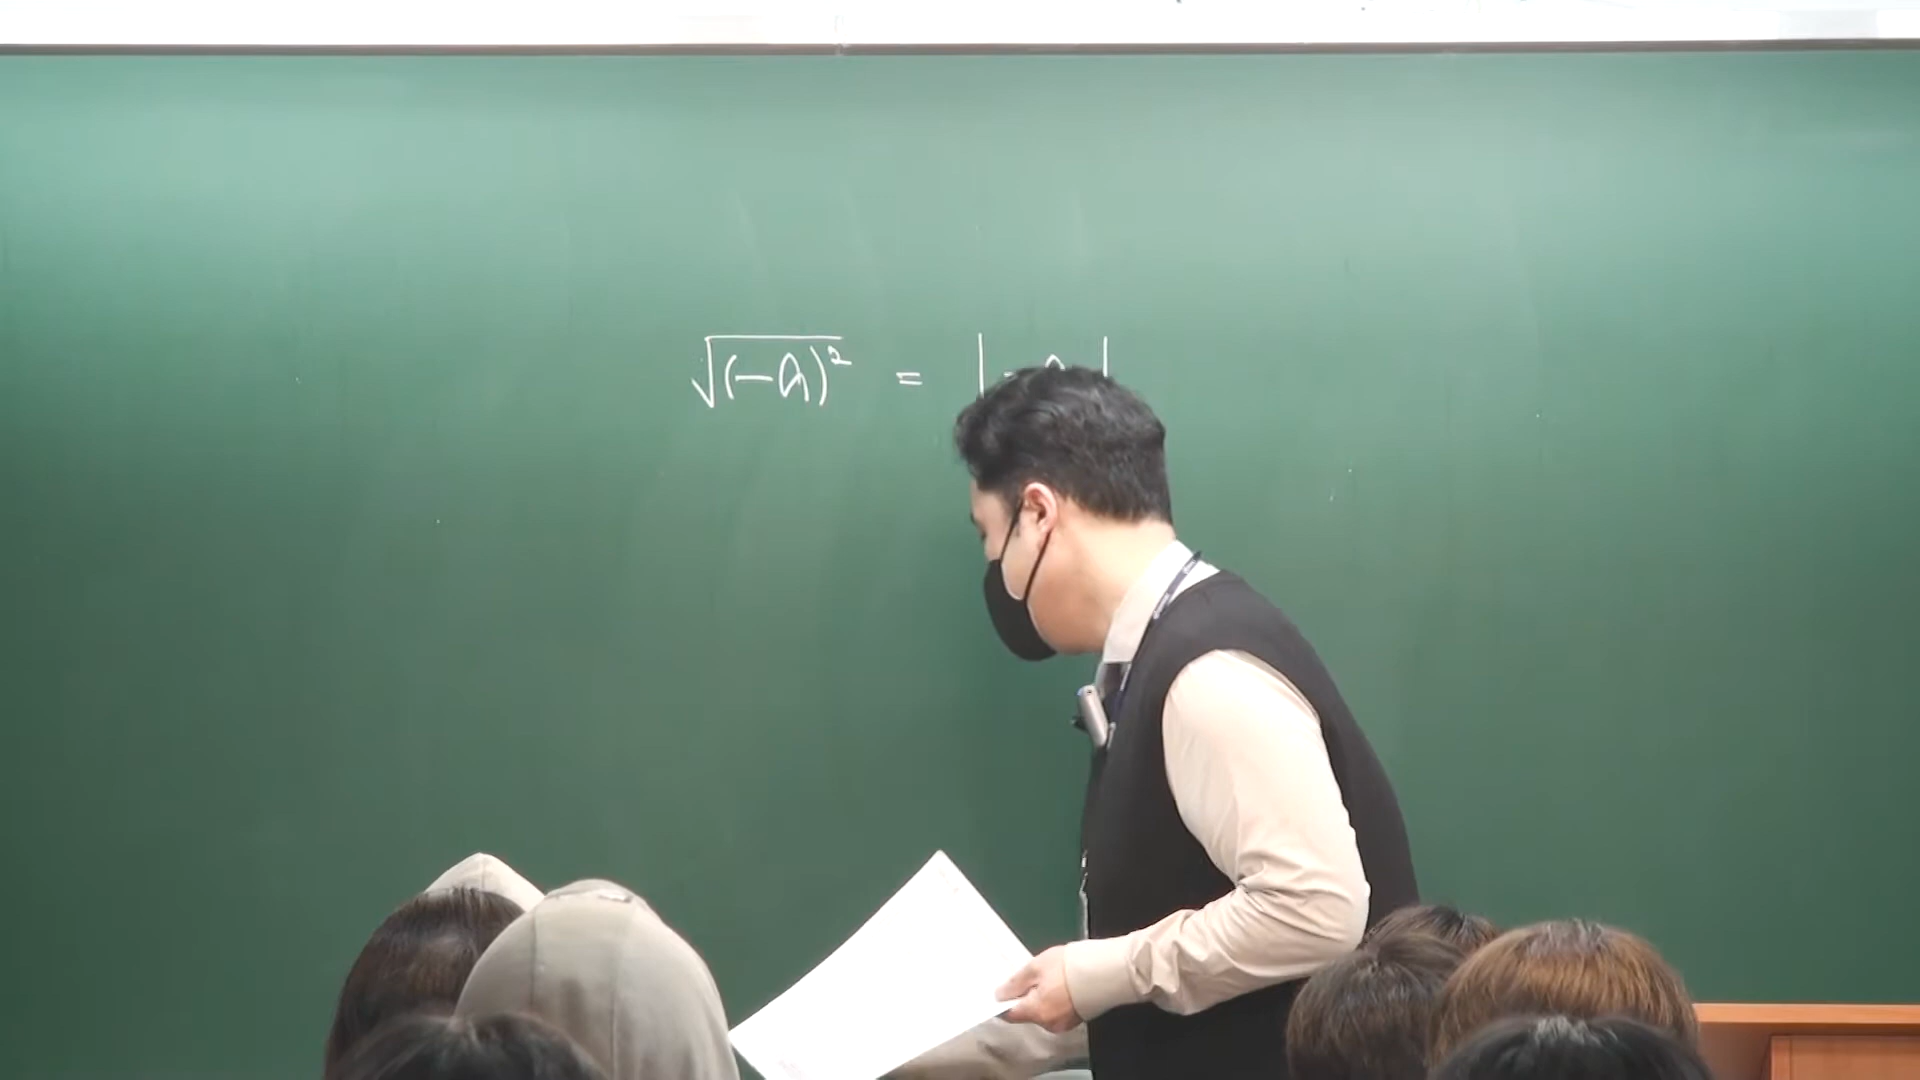 √(-a)² = |-a|